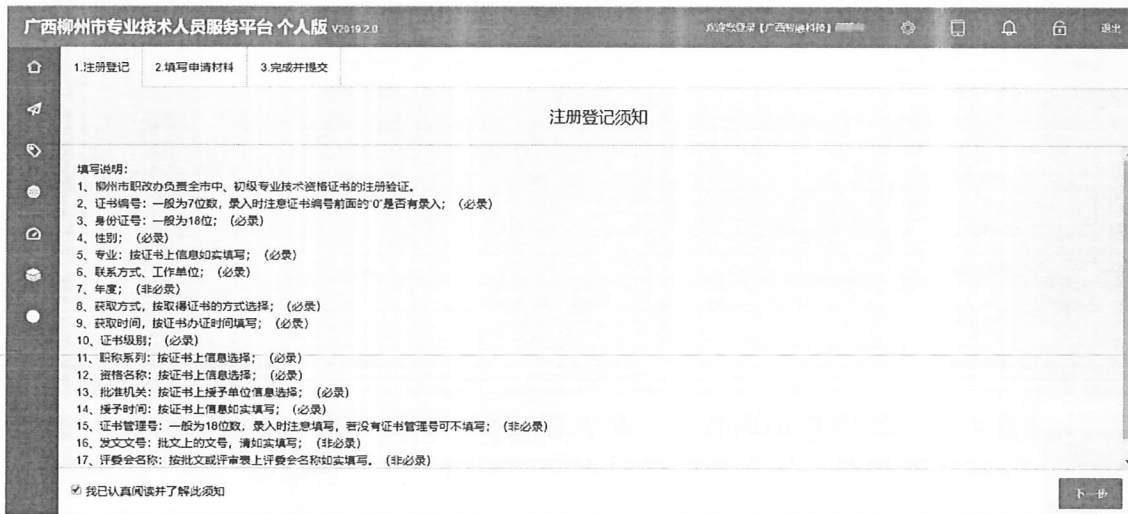 广西柳州市专业技术人员服务平台 个人版 V2019.2.0
欢迎您登录【广西智感科技】
退出
1.注册登记 2.填写申请材料 3.完成并提交
注册登记须知
填写说明：
1、柳州市职改办负责全市中、初级专业技术资格证书的注册验证。
2、证书编号：一般为7位数，录入时注意证书编号前面的“0”是否有录入；（必录）
3、身份证号：一般为18位；（必录）
4、性别；（必录）
5、专业：按证书上信息如实填写；（必录）
6、联系方式、工作单位；（必录）
7、年度；（非必录）
8、获取方式，按取得证书的方式选择；（必录）
9、获取时间，按证书办证时间填写；（必录）
10、证书级别；（必录）
11、职称系列：按证书上信息选择；（必录）
12、资格名称：按证书上信息选择；（必录）
13、批准机关：按证书上授予单位信息选择；（必录）
14、授予时间：按证书上信息如实填写；（必录）
15、证书管理号：一般为18位数，录入时注意填写，若没有证书管理号可不填写；（非必录）
16、发文文号：批文上的文号，请如实填写；（非必录）
17、评委会名称：按批文或评审表上评委会名称如实填写。（非必录）
我已认真阅读并了解此须知
下一步